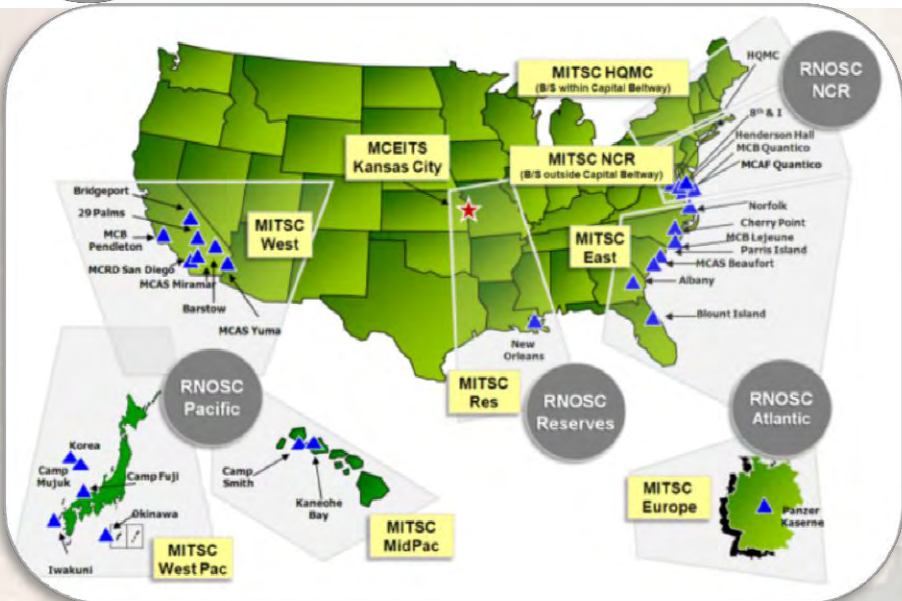 HQMC
RNOSC
NCR
MITSC HQMC
(B/S within Capital Beltway)
8th & I
Henderson Hall
MCB Quantico
MCAF Quantico
MCEITS
Kansas City
MITSC NCR
(B/S outside Capital Beltway)
Bridgeport
29 Palms
MCB
Pendleton
MCRD San Diego
MCAS Miramar
Barstow
MCAS Yuma
MITSC
West
MITSC
East
Norfolk
Cherry Point
MCB Lejeune
Parris Island
MCAS Beaufort
Albany
Blount Island
New
Orleans
MITSC
Res
RNOSC
Reserves
RNOSC
Pacific
RNOSC
Atlantic
Korea
Camp
Mujuk
Camp Fuji
Okinawa
Iwakuni
MITSC
West Pac
Camp
Smith
Kaneohe
Bay
MITSC
MidPac
MITSC
Europe
Panzer
Kaserne